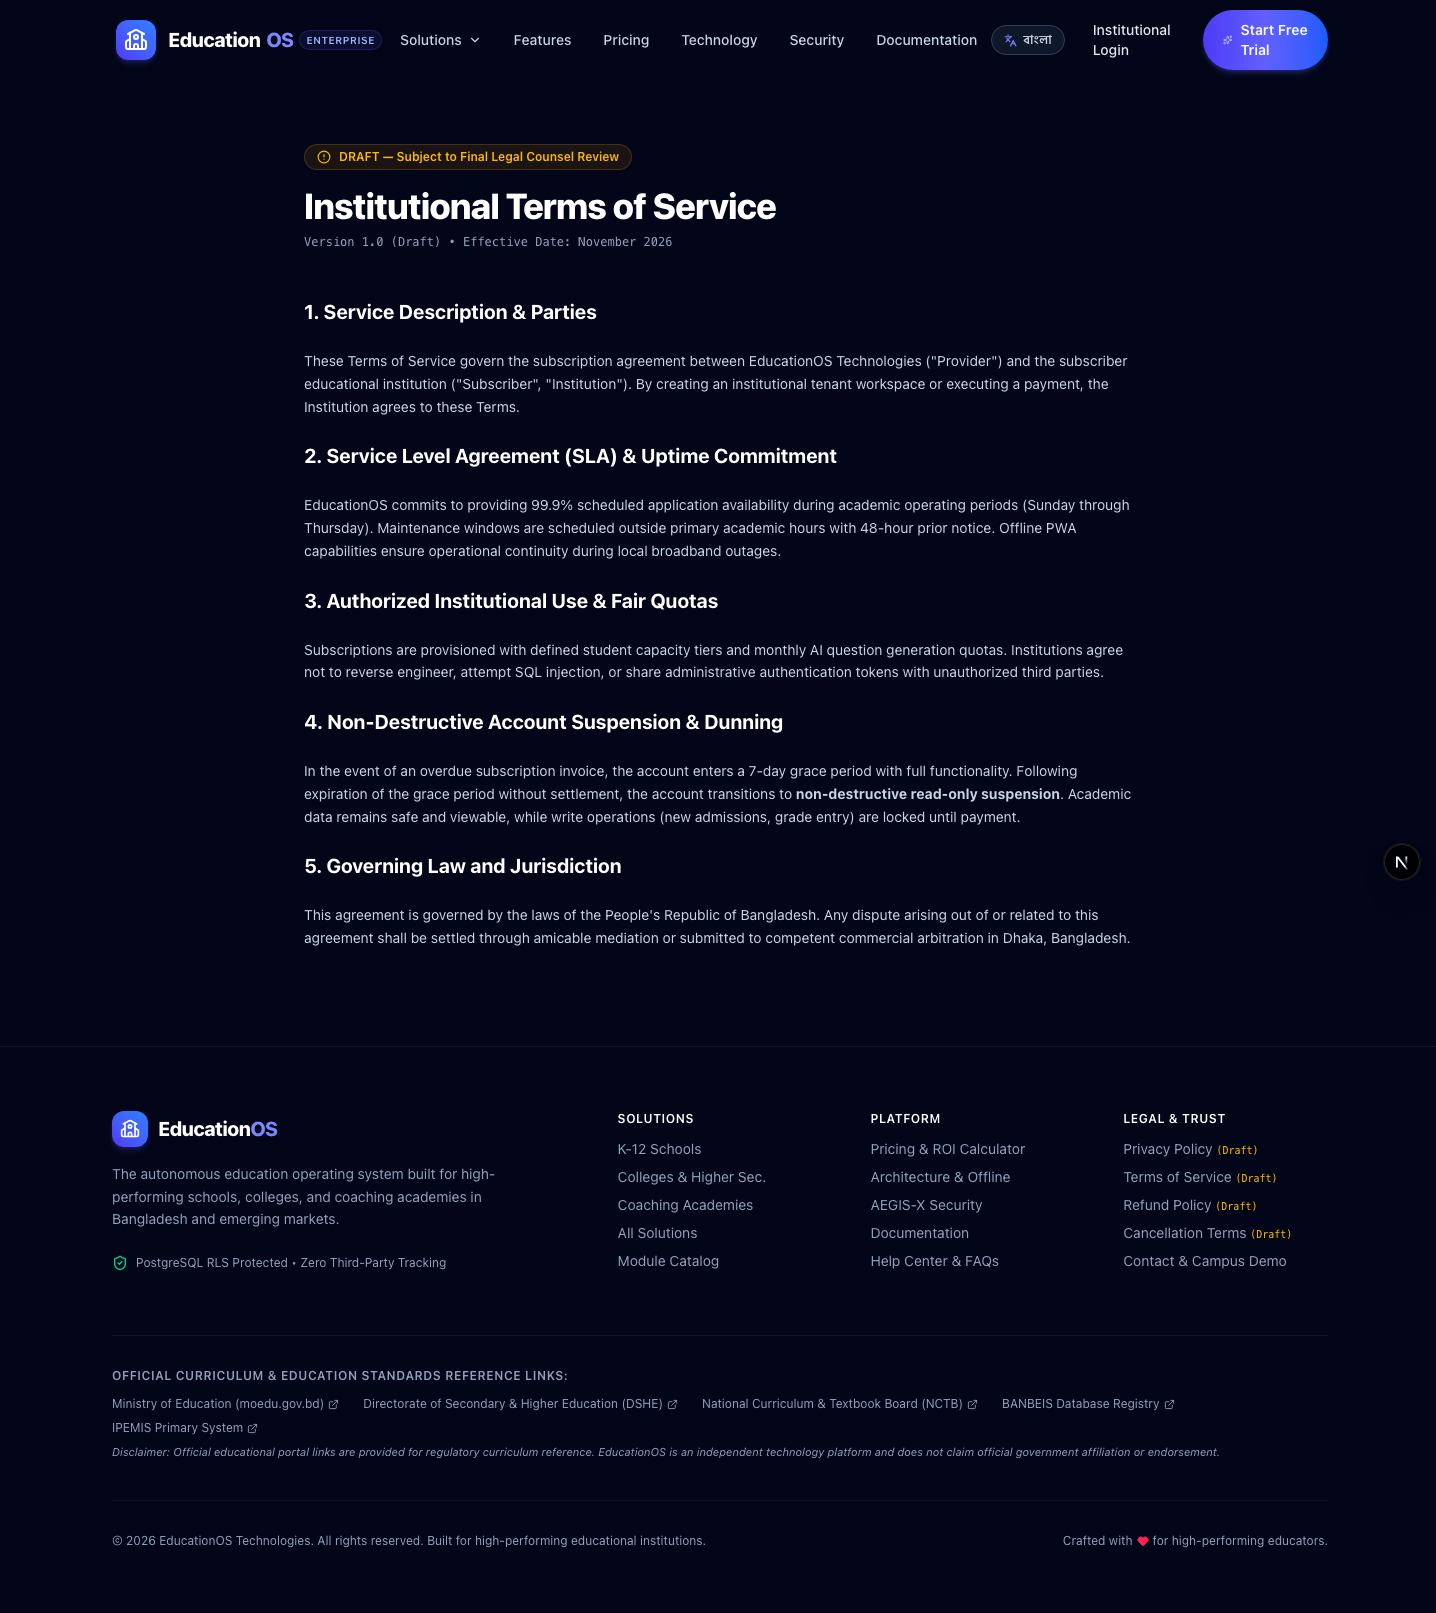 Education OS ENTERPRISE Solutions Features Pricing Technology Security Documentation বাংলা Institutional Login Start Free Trial
DRAFT — Subject to Final Legal Counsel Review
Institutional Terms of Service
Version 1.0 (Draft) • Effective Date: November 2026
1. Service Description & Parties
These Terms of Service govern the subscription agreement between EducationOS Technologies ("Provider") and the subscriber
educational institution ("Subscriber", "Institution"). By creating an institutional tenant workspace or executing a payment, the
Institution agrees to these Terms.
2. Service Level Agreement (SLA) & Uptime Commitment
EducationOS commits to providing 99.9% scheduled application availability during academic operating periods (Sunday through
Thursday). Maintenance windows are scheduled outside primary academic hours with 48-hour prior notice. Offline PWA
capabilities ensure operational continuity during local broadband outages.
3. Authorized Institutional Use & Fair Quotas
Subscriptions are provisioned with defined student capacity tiers and monthly AI question generation quotas. Institutions agree
not to reverse engineer, attempt SQL injection, or share administrative authentication tokens with unauthorized third parties.
4. Non-Destructive Account Suspension & Dunning
In the event of an overdue subscription invoice, the account enters a 7-day grace period with full functionality. Following
expiration of the grace period without settlement, the account transitions to non-destructive read-only suspension. Academic
data remains safe and viewable, while write operations (new admissions, grade entry) are locked until payment.
5. Governing Law and Jurisdiction
This agreement is governed by the laws of the People's Republic of Bangladesh. Any dispute arising out of or related to this
agreement shall be settled through amicable mediation or submitted to competent commercial arbitration in Dhaka, Bangladesh.
N
EducationOS
The autonomous education operating system built for high-
performing schools, colleges, and coaching academies in
Bangladesh and emerging markets.
PostgreSQL RLS Protected • Zero Third-Party Tracking
SOLUTIONS
K-12 Schools
Colleges & Higher Sec.
Coaching Academies
All Solutions
Module Catalog
PLATFORM
Pricing & ROI Calculator
Architecture & Offline
AEGIS-X Security
Documentation
Help Center & FAQs
LEGAL & TRUST
Privacy Policy (Draft)
Terms of Service (Draft)
Refund Policy (Draft)
Cancellation Terms (Draft)
Contact & Campus Demo
OFFICIAL CURRICULUM & EDUCATION STANDARDS REFERENCE LINKS:
Ministry of Education (moedu.gov.bd) Directorate of Secondary & Higher Education (DSHE) National Curriculum & Textbook Board (NCTB) BANBEIS Database Registry
IPEMIS Primary System
Disclaimer: Official educational portal links are provided for regulatory curriculum reference. EducationOS is an independent technology platform and does not claim official government affiliation or endorsement.
© 2026 EducationOS Technologies. All rights reserved. Built for high-performing educational institutions.
Crafted with ♥ for high-performing educators.